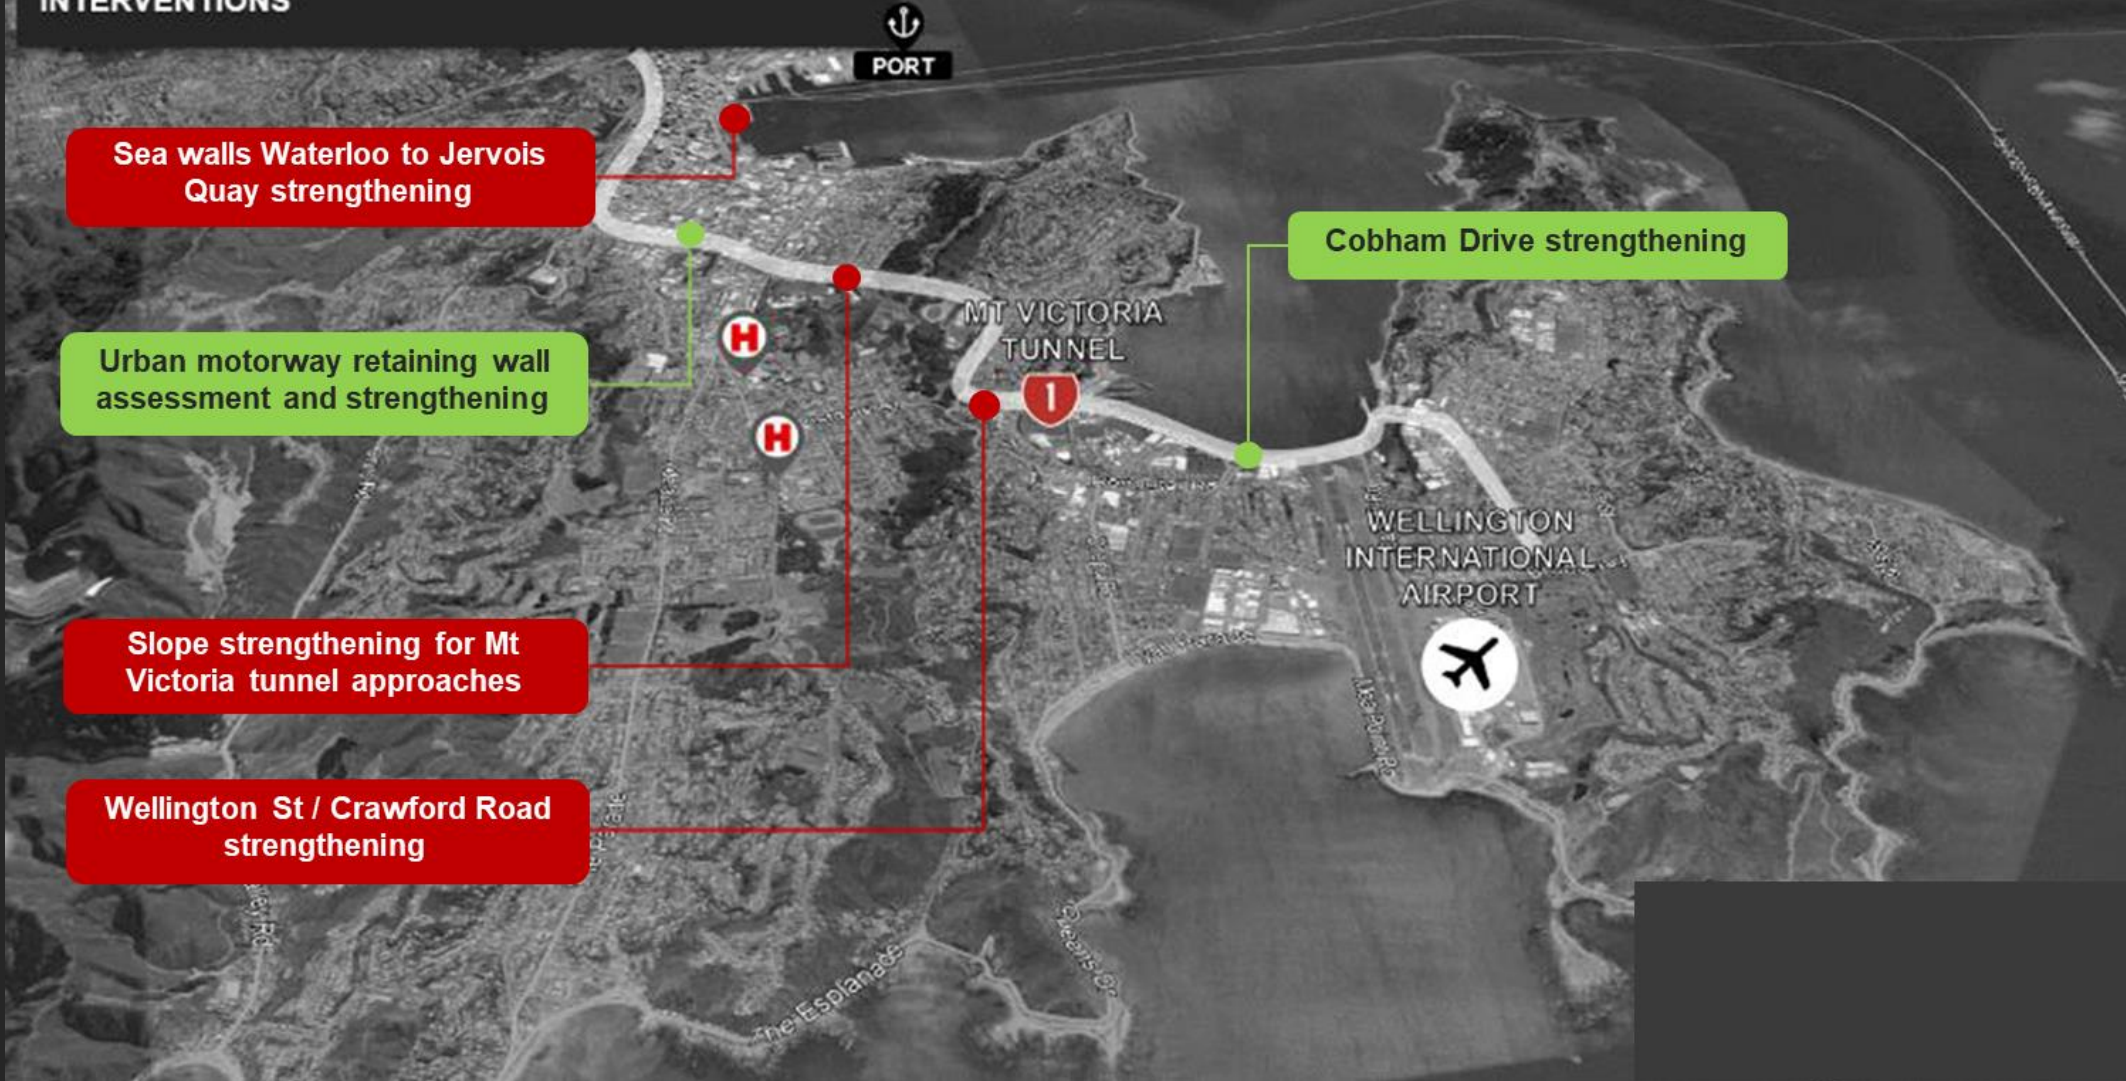 INTERVENTIONS
PORT
Sea walls Waterloo to Jervois
Quay strengthening
Cobham Drive strengthening
MT VICTORIA
TUNNEL
H
Urban motorway retaining wall
assessment and strengthening
1
H
WELLINGTON
INTERNATIONAL
AIRPORT
Slope strengthening for Mt
Victoria tunnel approaches
Wellington St / Crawford Road
strengthening
The Esplanade